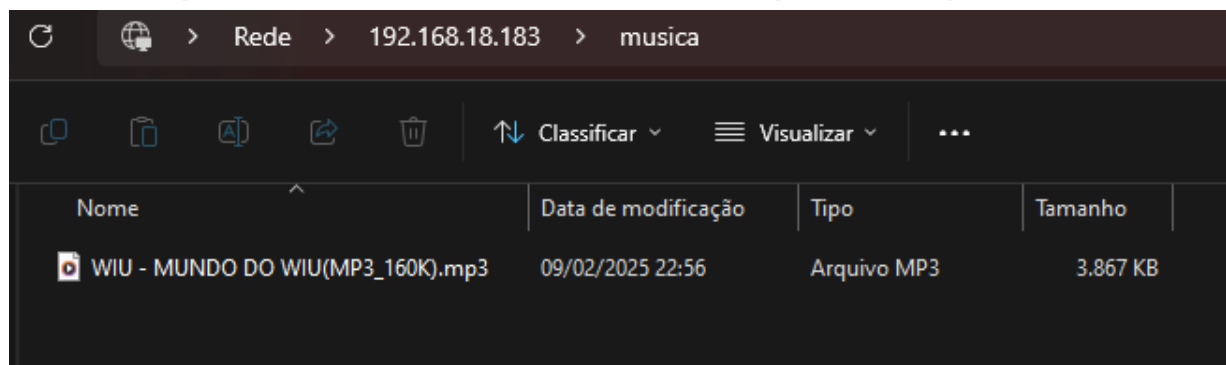 Rede > 192.168.18.183 > musica
Classificar Visualizar
Nome Data de modificação Tipo Tamanho
WIU - MUNDO DO WIU(MP3_160K).mp3 09/02/2025 22:56 Arquivo MP3 3.867 KB